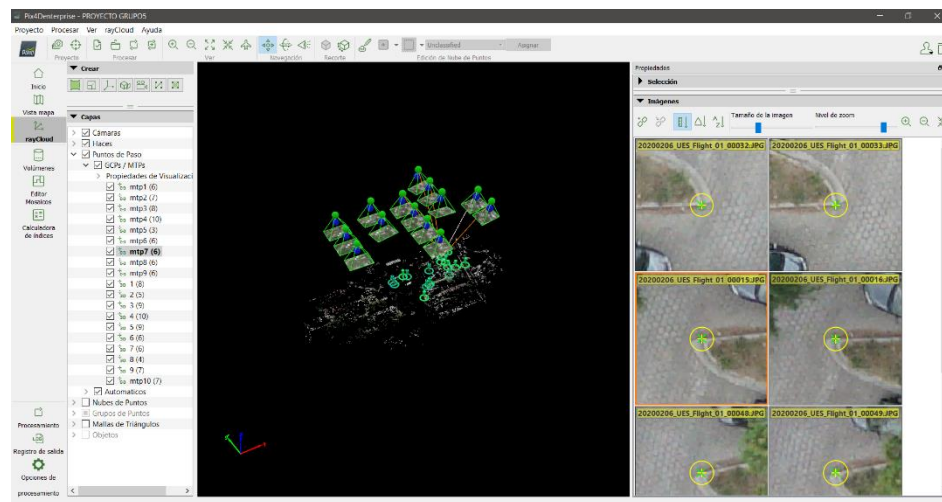 Pix4Denterprise - PROYECTO GRUPO5
Proyecto Procesar Ver rayCloud Ayuda
Proyecto
Procesar
Ver
Navegación
Recorte
Unclassified
Asignar
Edición de Nube de Puntos
Inicio
Vista mapa
rayCloud
Volúmenes
Editor
Mosaicos
Calculadora
de índices
Procesamiento
Registro de salida
Opciones de
procesamiento
Crear
Capas
Cámaras
Haces
Puntos de Paso
GCPs / MTPs
Propiedades de Visualizaci
mtp1 (6)
mtp2 (7)
mtp3 (8)
mtp4 (10)
mtp5 (3)
mtp6 (6)
mtp7 (6)
mtp8 (6)
mtp9 (6)
1 (8)
2 (5)
3 (9)
4 (10)
5 (9)
6 (6)
7 (6)
8 (4)
9 (7)
mtp10 (7)
Automaticos
Nubes de Puntos
Grupos de Puntos
Mallas de Triángulos
Objetos
Propiedades
Selección
Imágenes
Tamaño de la imagen
Nivel de zoom
20200206_UES_Flight_01_00032.JPG
20200206_UES_Flight_01_00033.JPG
20200206_UES_Flight_01_00015.JPG
20200206_UES_Flight_01_00016.JPG
20200206_UES_Flight_01_00048.JPG
20200206_UES_Flight_01_00049.JPG